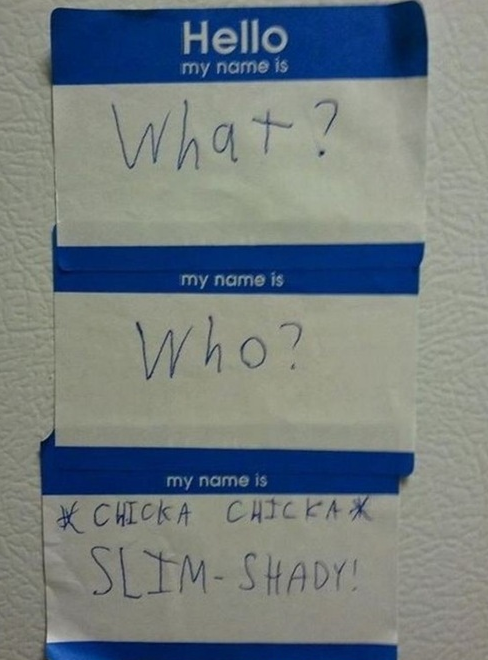 Hello
my name is
What?
my name is
Who?
my name is
* CHICKA CHICKA *
SLIM-SHADY!